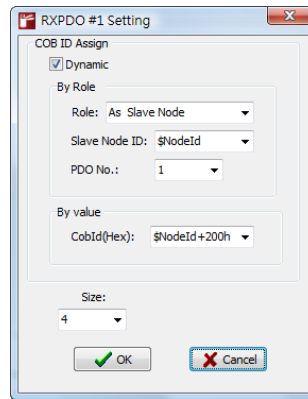 RXPDO #1 Setting
COB ID Assign
Dynamic
By Role
Role: As Slave Node
Slave Node ID: $NodeId
PDO No.: 1
By value
CobId(Hex): $NodeId+200h
Size:
4
OK Cancel